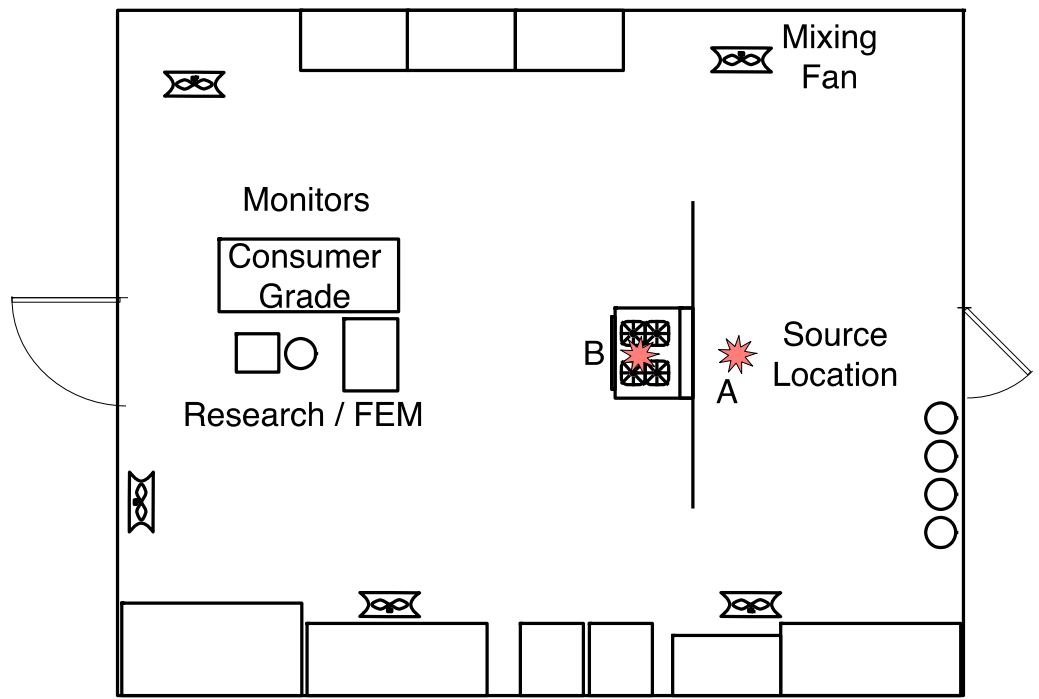 Mixing
Fan
Monitors
Consumer
Grade
B
Source
Location
A
Research / FEM